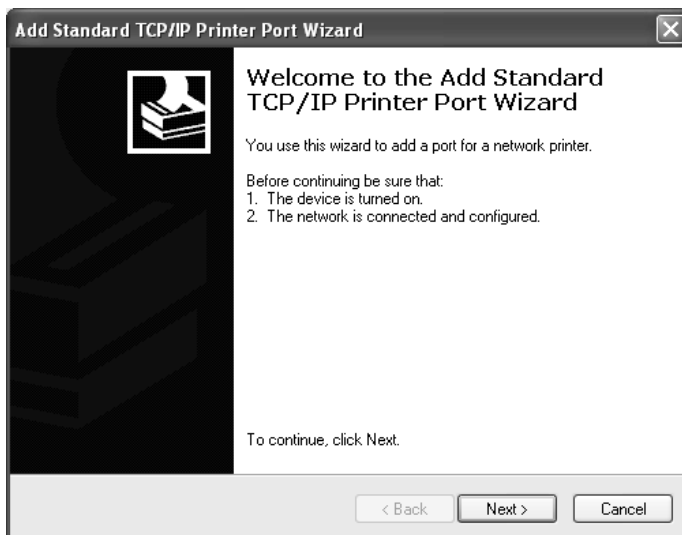 Add Standard TCP/IP Printer Port Wizard
Welcome to the Add Standard
TCP/IP Printer Port Wizard
You use this wizard to add a port for a network printer.
Before continuing be sure that:
1. The device is turned on.
2. The network is connected and configured.
To continue, click Next.
< Back
Next >
Cancel